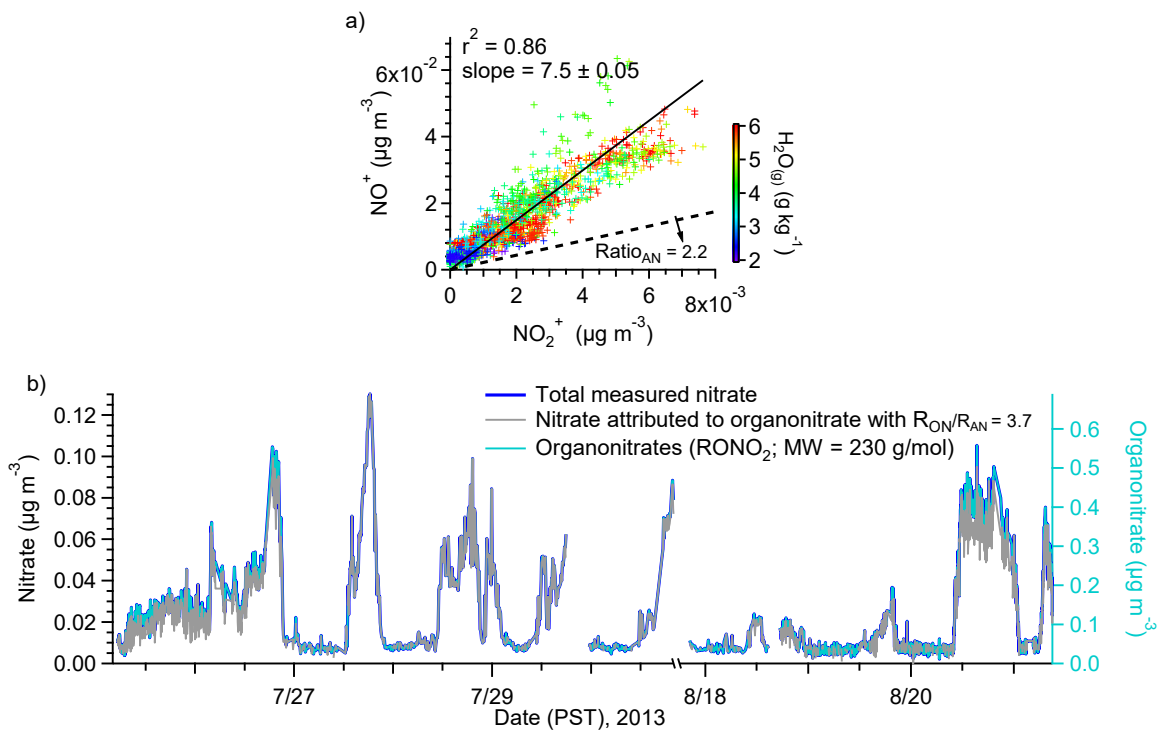 a)
r² = 0.86
slope = 7.5 ± 0.05
6x10⁻²
4
2
0
NO⁺ (µg m⁻³)
0 2 4 6 8x10⁻³
NO₂⁺ (µg m⁻³)
Ratio_AN = 2.2
6
5
4
3
2
H₂O(g) (g kg⁻¹)
b)
Total measured nitrate
Nitrate attributed to organonitrate with R_ON/R_AN = 3.7
Organonitrates (RONO₂; MW = 230 g/mol)
0.12
0.10
0.08
0.06
0.04
0.02
0.00
Nitrate (µg m⁻³)
0.6
0.5
0.4
0.3
0.2
0.1
0.0
Organonitrate (µg m⁻³)
7/27 7/29 8/18 8/20
Date (PST), 2013